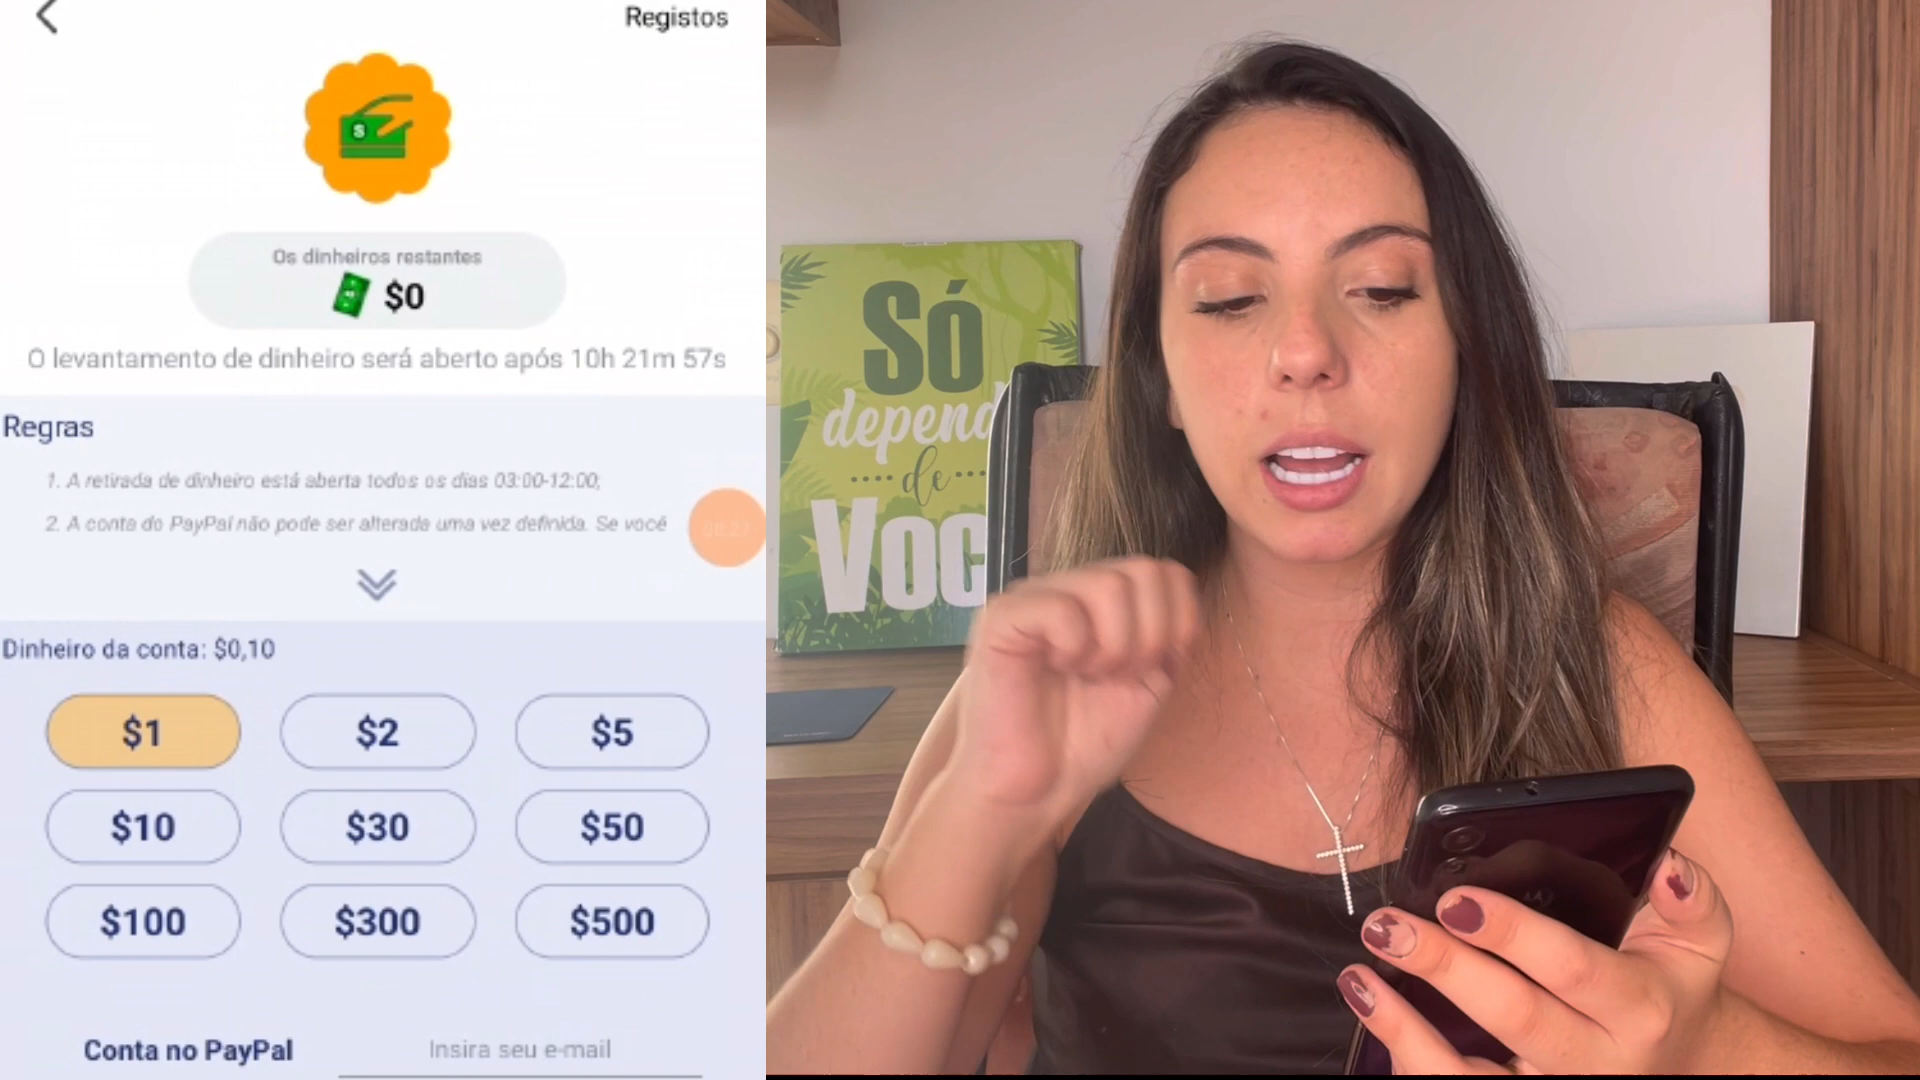 Registos
Os dinheiros restantes
$0
O levantamento de dinheiro será aberto após 10h 21m 57s
Regras
1. A retirada de dinheiro está aberta todos os dias 03:00-12:00;
2. A conta do PayPal não pode ser alterada uma vez definida. Se você
Dinheiro da conta: $0,10
$1 $2 $5
$10 $30 $50
$100 $300 $500
Conta no PayPal Insira seu e-mail
Só
depend
de
Voc